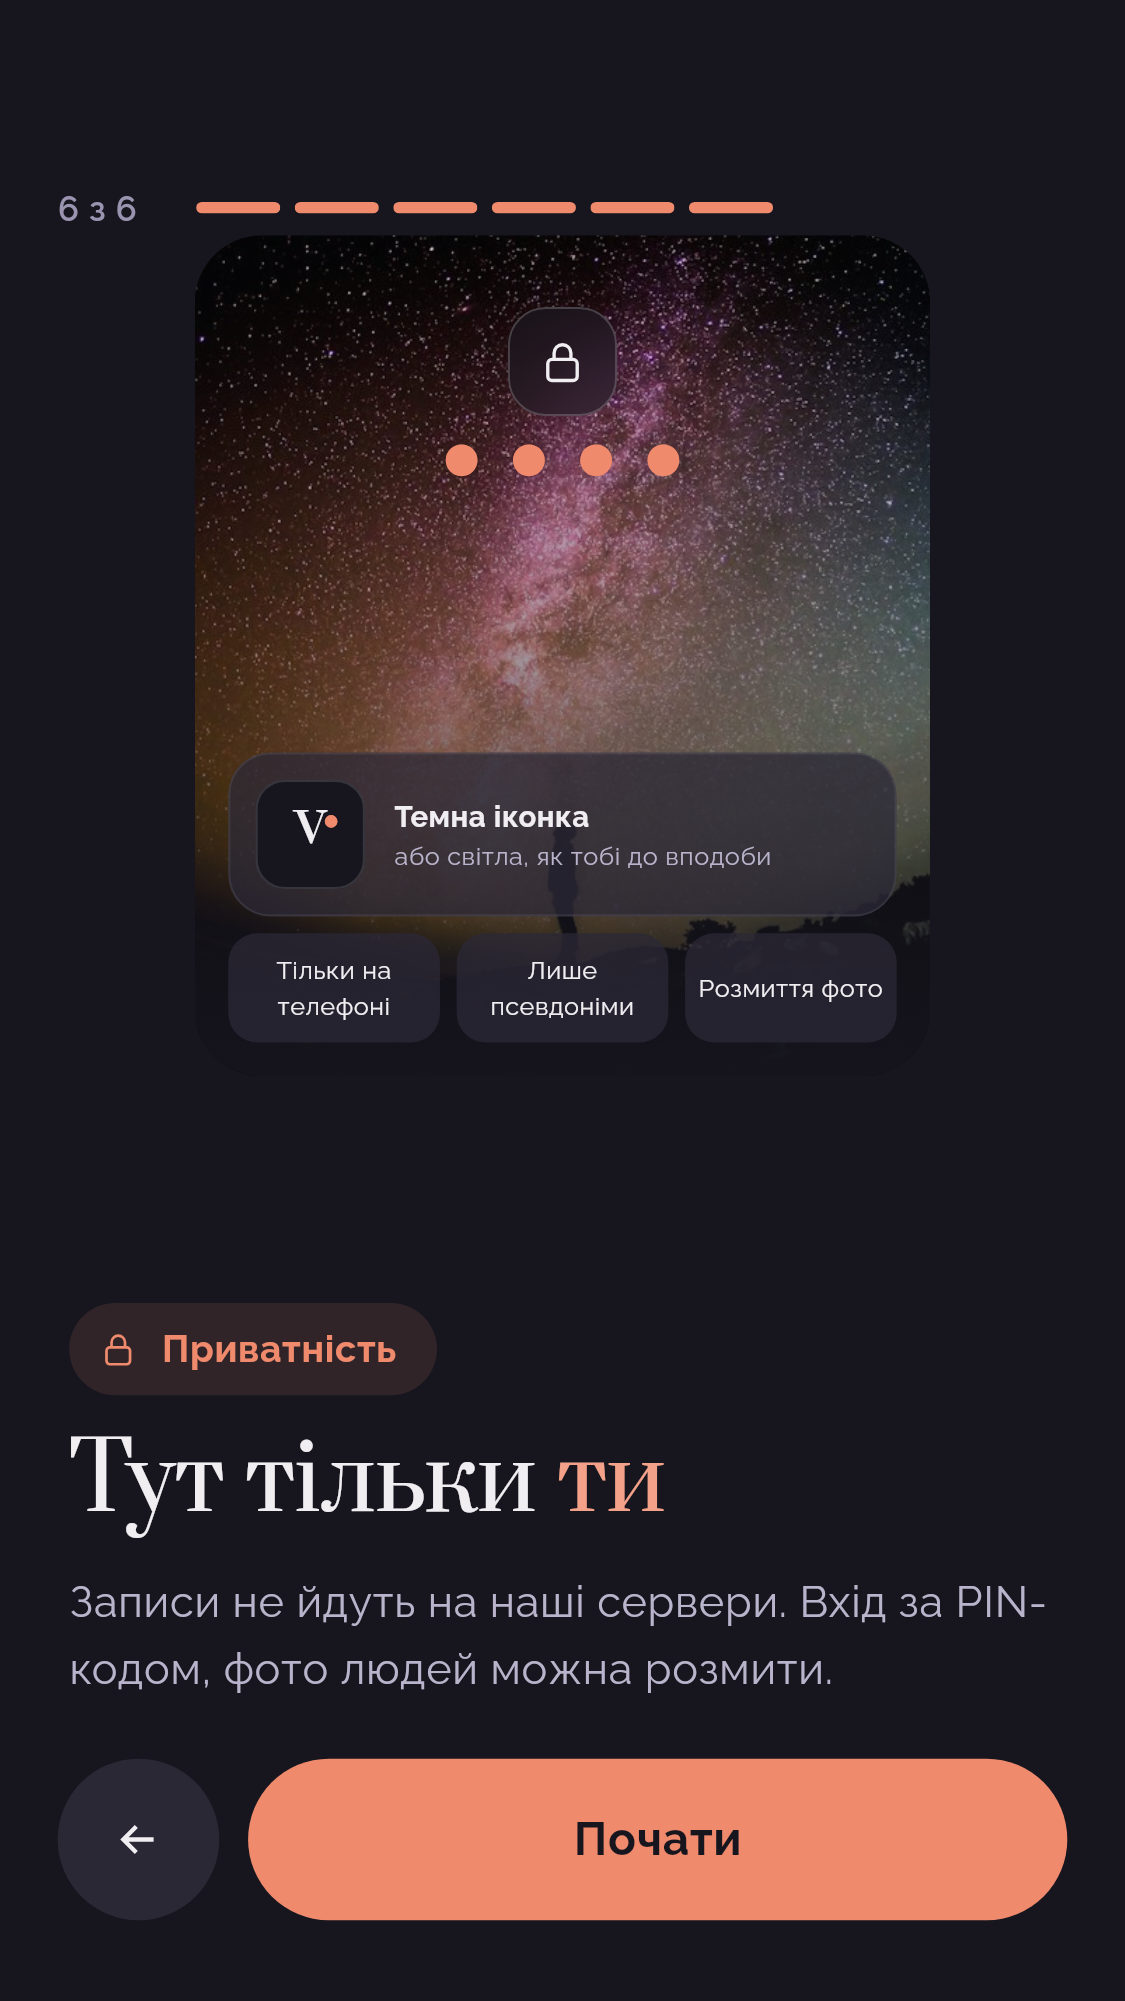 6 з 6
V
Темна іконка
або світла, як тобі до вподоби
Тільки на
телефоні
Лише
псевдоніми
Розмиття фото
Приватність
Тут тільки ти
Записи не йдуть на наші сервери. Вхід за PIN-
кодом, фото людей можна розмити.
Почати